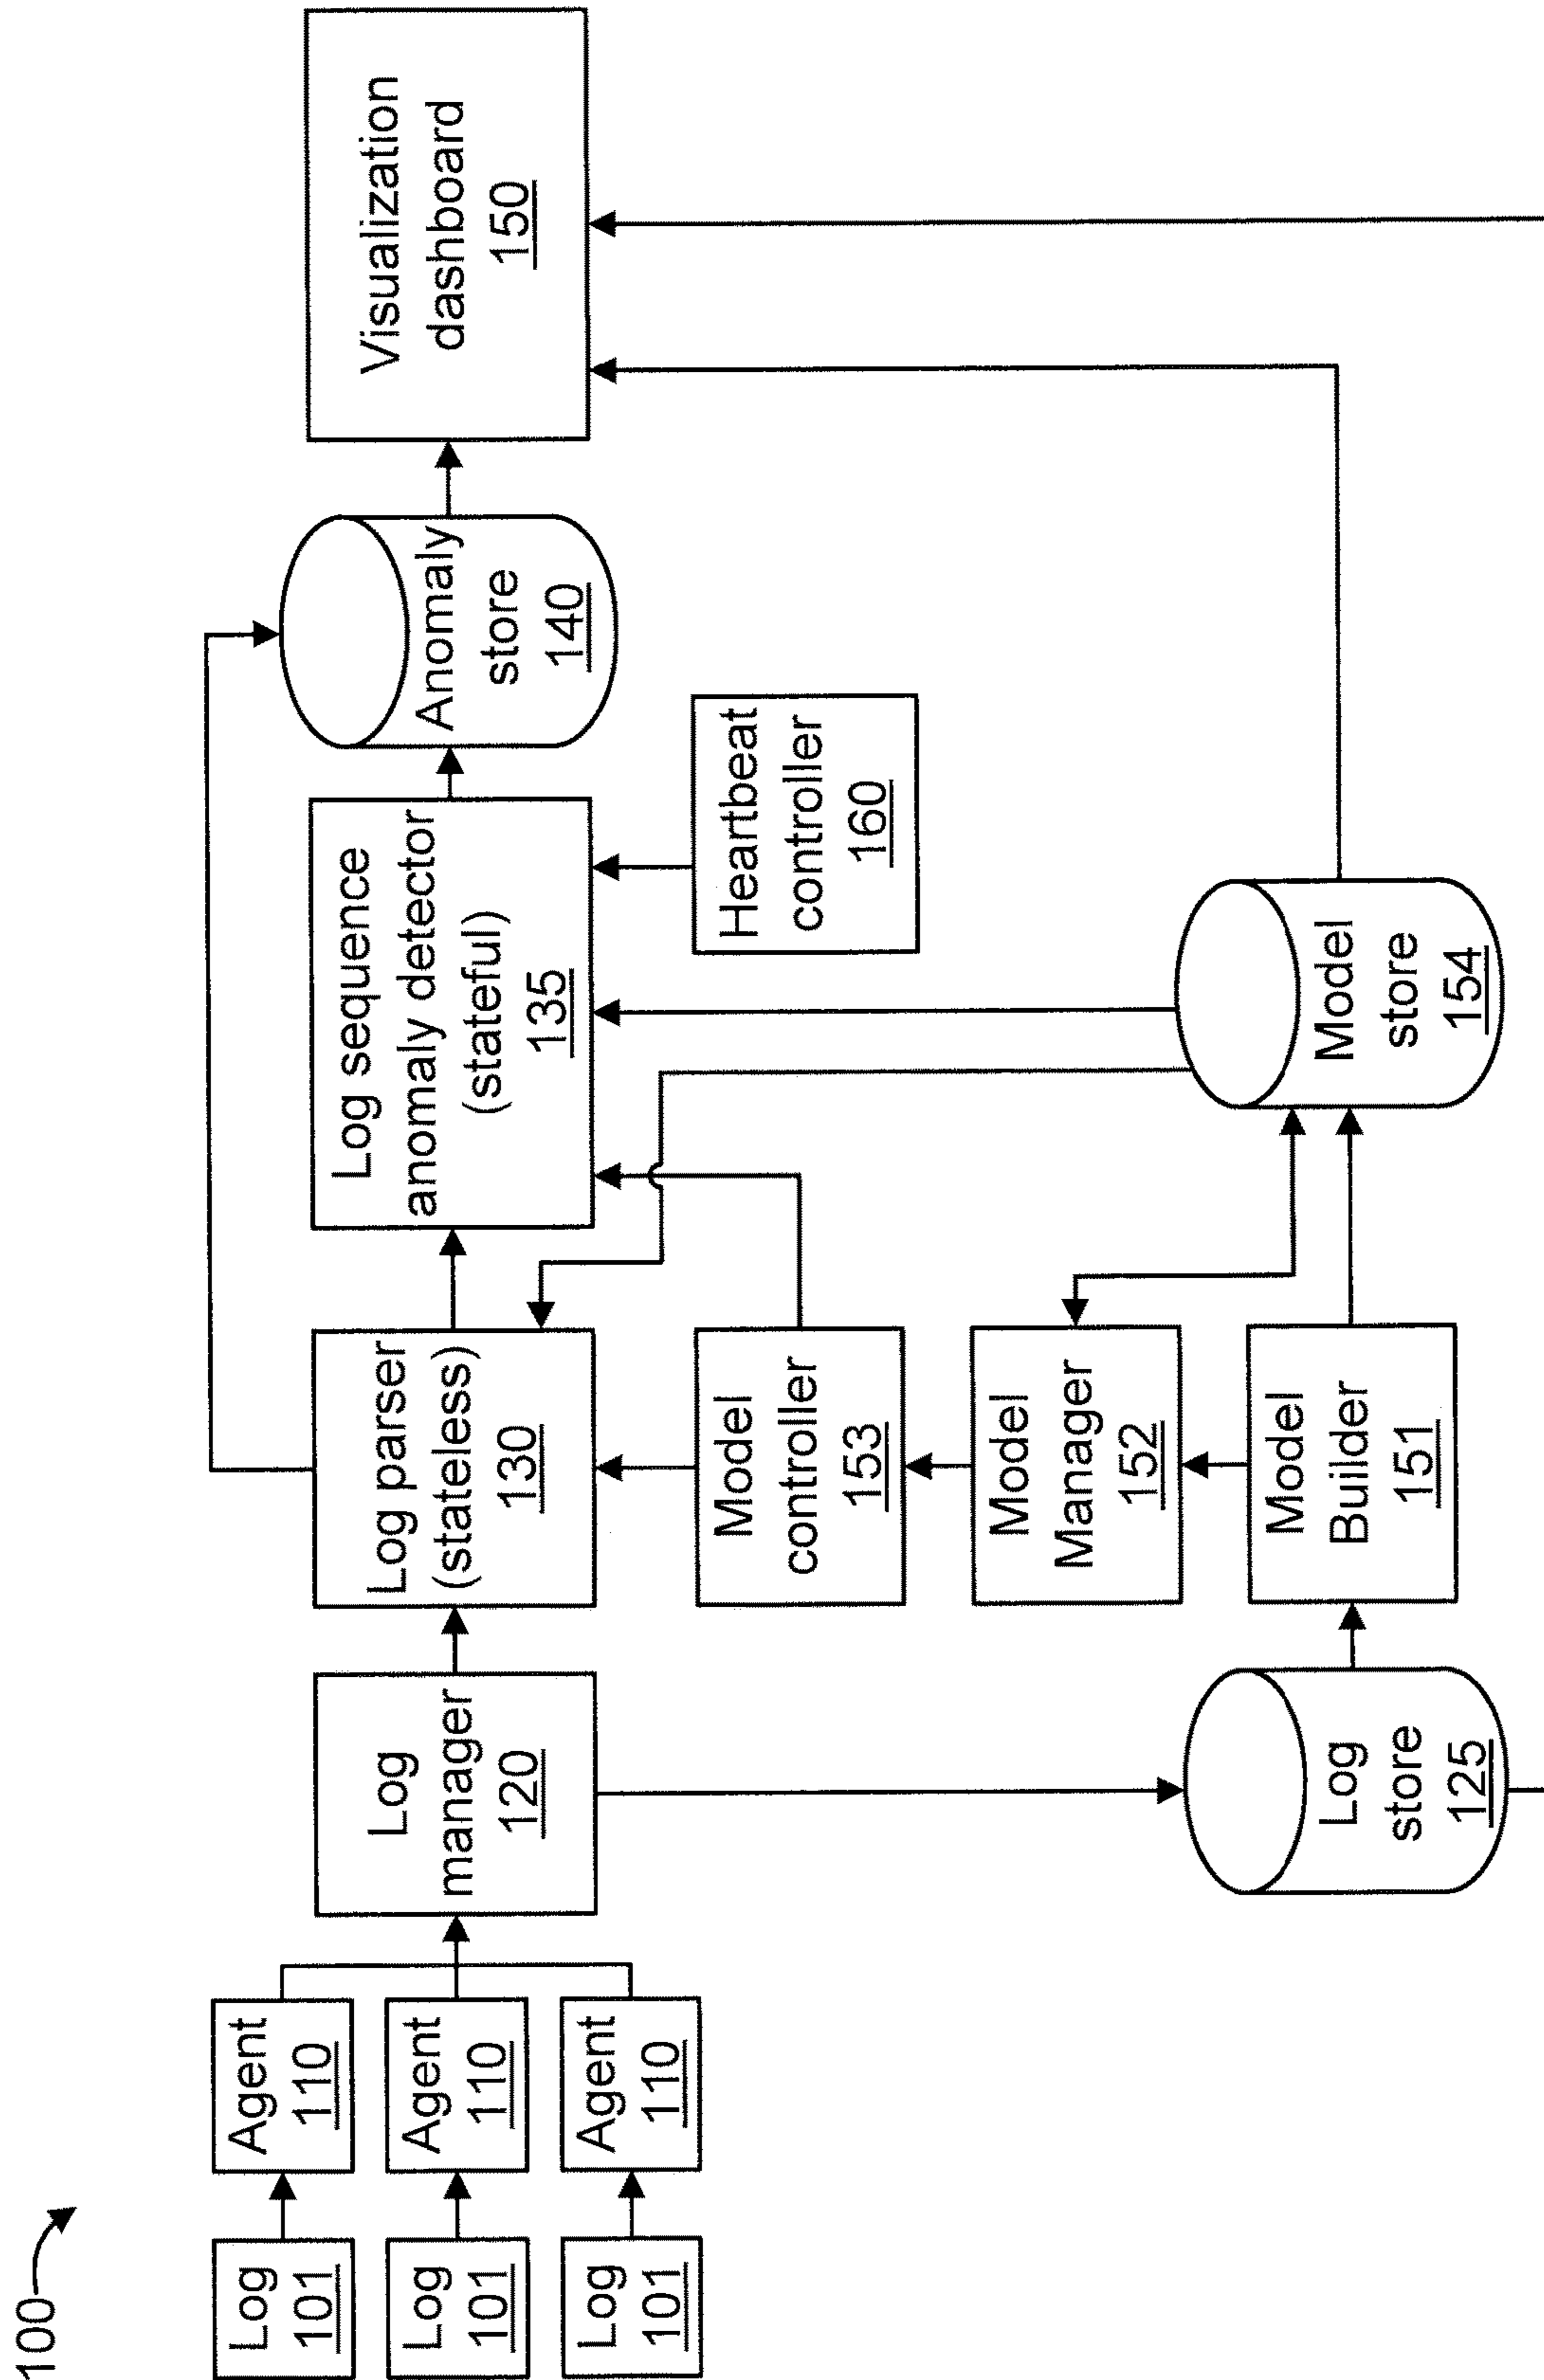 100
Log
101
Agent
110
Log
101
Agent
110
Log
101
Agent
110
Log
manager
120
Log parser
(stateless)
130
Log sequence
anomaly detector
(stateful)
135
Anomaly
store
140
Visualization
dashboard
150
Model
controller
153
Heartbeat
controller
160
Model
Manager
152
Log
store
125
Model
Builder
151
Model
store
154